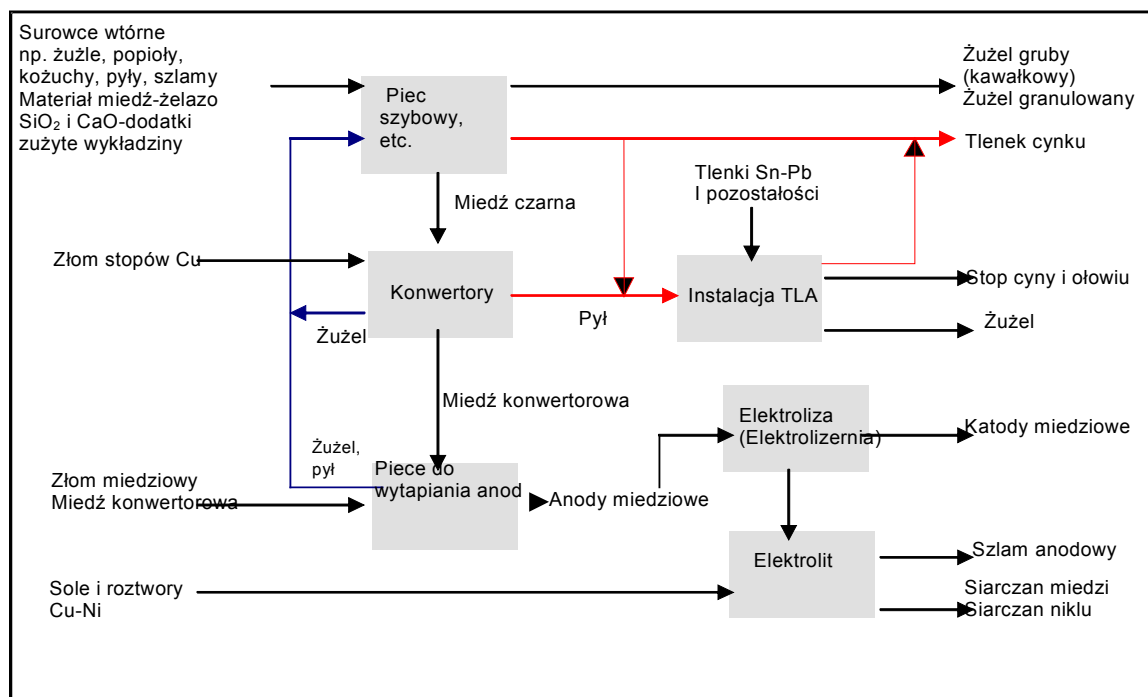 Surowce wtórne
np. żużle, popioły,
kożuchy, pyły, szlamy
Materiał miedź-żelazo
SiO₂ i CaO-dodatki
zużyte wykładziny
Piec
szybowy,
etc.
Żużel gruby
(kawałkowy)
Żużel granulowany
Tlenek cynku
Tlenki Sn-Pb
I pozostałości
Miedź czarna
Złom stopów Cu
Konwertory
Pył
Instalacja TLA
Stop cyny i ołowiu
Żużel
Żużel
Miedź konwertorowa
Elektroliza
(Elektrolizernia)
Katody miedziowe
Żużel,
pył
Złom miedziowy
Miedź konwertorowa
Piece do
wytapiania anod
Anody miedziowe
Elektrolit
Szlam anodowy
Sole i roztwory
Cu-Ni
Siarczan miedzi
Siarczan niklu